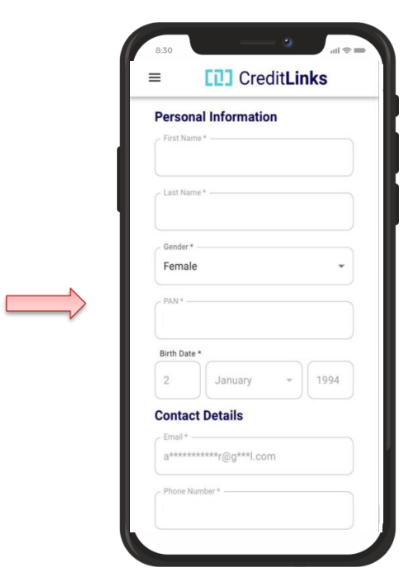 8:30
CreditLinks
Personal Information
First Name *
Last Name *
Gender *
Female
PAN *
Birth Date *
2 January 1994
Contact Details
Email *
a***********r@g***l.com
Phone Number *